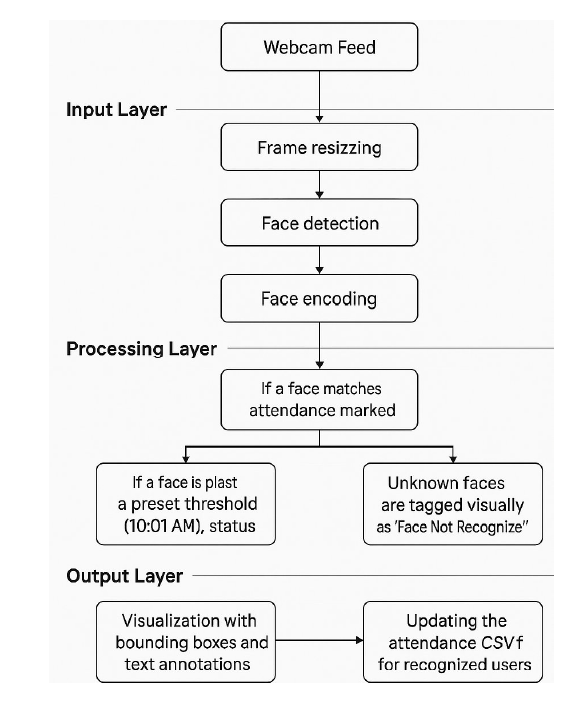 Webcam Feed
Input Layer
Frame resizzing
Face detection
Face encoding
Processing Layer
If a face matches
attendance marked
If a face is plast
a preset threshold
(10:01 AM), status
Unknown faces
are tagged visually
as 'Face Not Recognize"
Output Layer
Visualization with
bounding boxes and
text annotations
Updating the
attendance CSVf
for recognized users